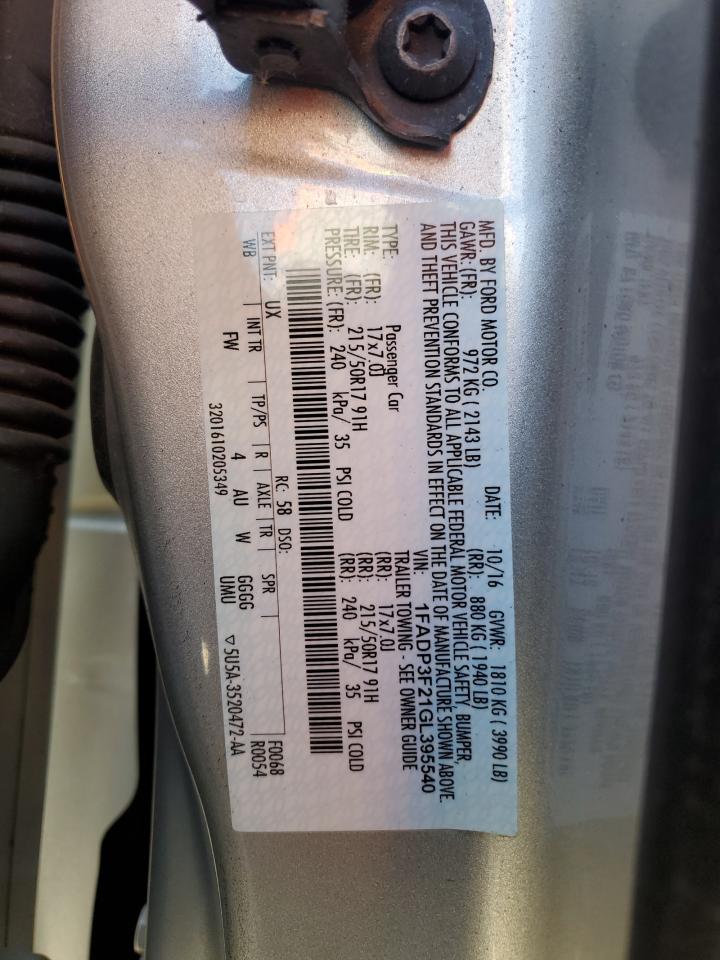 MFD. BY FORD MOTOR CO. DATE: 10/16 GVWR: 1810 KG ( 3990 LB)
GAWR: (FR): 972 KG ( 2143 LB) (RR): 880 KG ( 1940 LB)
THIS VEHICLE CONFORMS TO ALL APPLICABLE FEDERAL MOTOR VEHICLE SAFETY, BUMPER,
AND THEFT PREVENTION STANDARDS IN EFFECT ON THE DATE OF MANUFACTURE SHOWN ABOVE.
VIN: 1FADP3F21GL395540
TYPE: Passenger Car TRAILER TOWING - SEE OWNER GUIDE
RIM: (FR): 17x7.0J (RR): 17x7.0J
TIRE: (FR): 215/50R17 91H (RR): 215/50R17 91H
PRESSURE: (FR): 240 kPa/ 35 PSI COLD (RR): 240 kPa/ 35 PSI COLD
EXT PNT: UX RC: 58 DSO: F0068
WB INT TR TP/PS R AXLE TR SPR R0054
FW 4 AU W GGGG UMU
3201610205349 ▽5U5A-3520472-AA